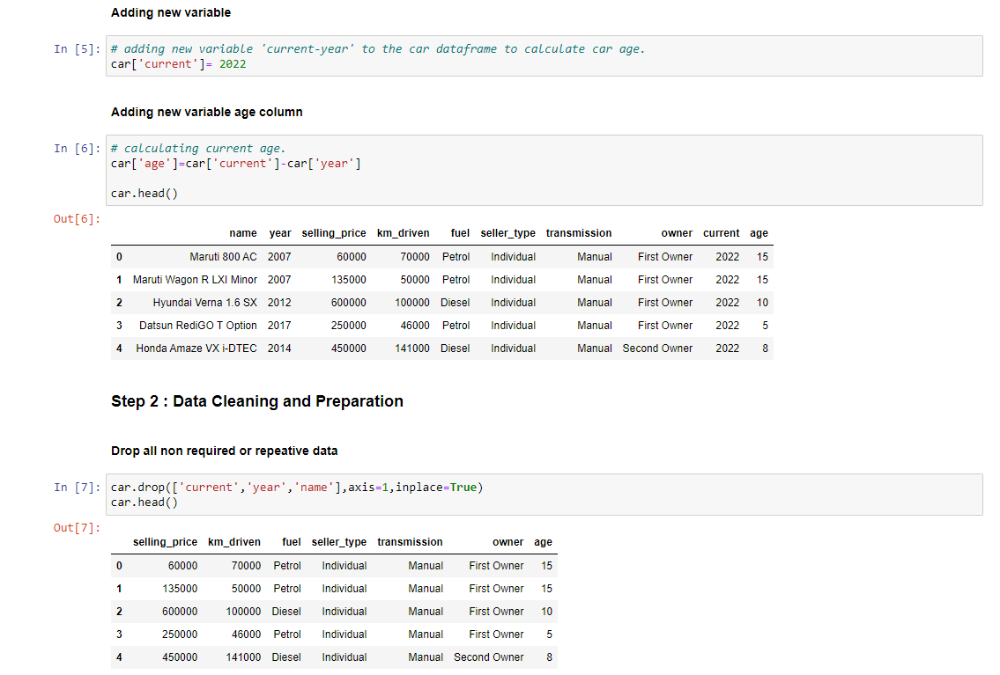 Adding new variable
In [5]: # adding new variable 'current-year' to the car dataframe to calculate car age.
car['current']= 2022
Adding new variable age column
In [6]: # calculating current age.
car['age']=car['current']-car['year']
car.head()
Out[6]:
name year selling_price km_driven fuel seller_type transmission owner current age
0 Maruti 800 AC 2007 60000 70000 Petrol Individual Manual First Owner 2022 15
1 Maruti Wagon R LXI Minor 2007 135000 50000 Petrol Individual Manual First Owner 2022 15
2 Hyundai Verna 1.6 SX 2012 600000 100000 Diesel Individual Manual First Owner 2022 10
3 Datsun RediGO T Option 2017 250000 46000 Petrol Individual Manual First Owner 2022 5
4 Honda Amaze VX i-DTEC 2014 450000 141000 Diesel Individual Manual Second Owner 2022 8
Step 2 : Data Cleaning and Preparation
Drop all non required or repeative data
In [7]: car.drop(['current','year','name'],axis=1,inplace=True)
car.head()
Out[7]:
selling_price km_driven fuel seller_type transmission owner age
0 60000 70000 Petrol Individual Manual First Owner 15
1 135000 50000 Petrol Individual Manual First Owner 15
2 600000 100000 Diesel Individual Manual First Owner 10
3 250000 46000 Petrol Individual Manual First Owner 5
4 450000 141000 Diesel Individual Manual Second Owner 8